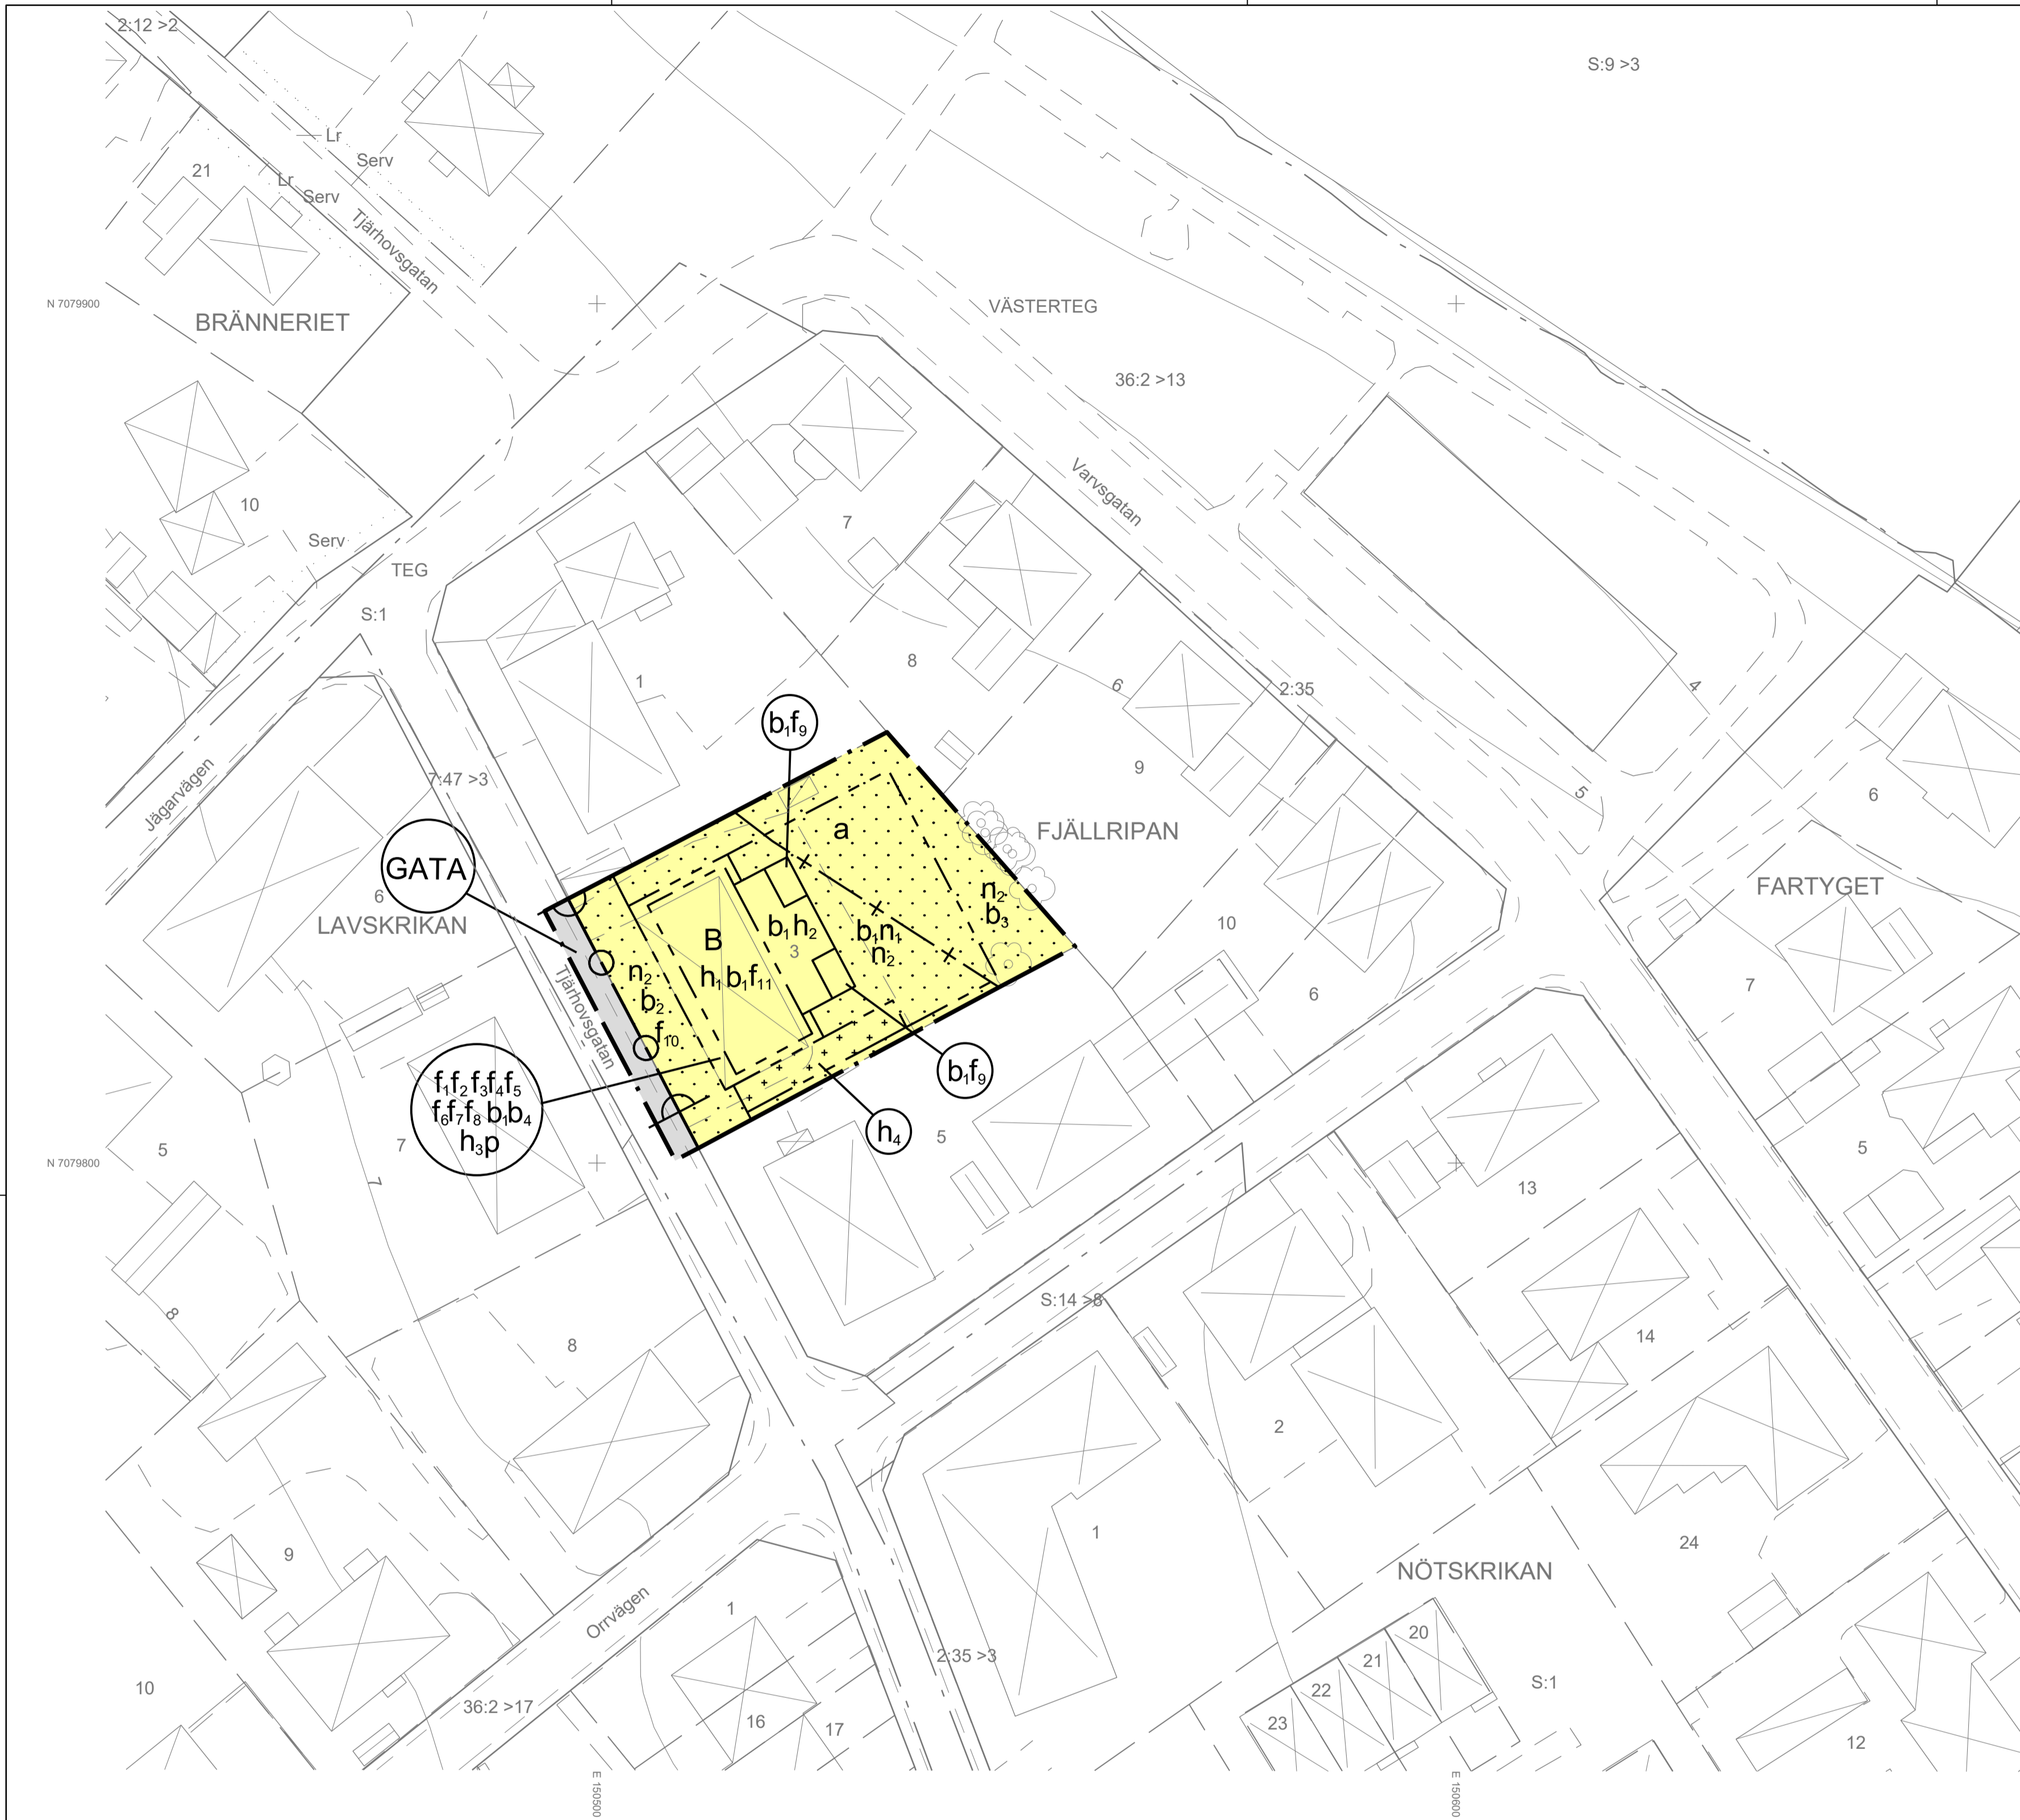 2:12 >2
S:9 >3
Lr
Serv
21
Lr
Serv
Tjärhovsgatan
N 7079900
BRÄNNERIET
VÄSTERTEG
36:2 >13
Varvsgatan
10
7
Serv
TEG
S:1
8
1
6
2:35
4
b₁f₉
7:47 >3
9
5
6
Jägarvägen
a
FJÄLLRIPAN
GATA
6
LAVSKRIKAN
n₂
b₃
FARTYGET
B
h₁b₁f₁₁
b₁h₂
3
b₁n₁
n₂
10
n₂
b₂
f₁₀
Tjärhovsgatan
6
7
f₁f₂f₃f₄f₅
f₆f₇f₈b₁b₄
h₃p
b₁f₉
h₄
5
5
7
5
N 7079800
7
13
8
S:14 >8
8
14
2
1
9
24
NÖTSKRIKAN
Orrvägen
1
20
2:35 >3
21
S:1
10
22
36:2 >17
16
17
23
12
E 150500
E 150600